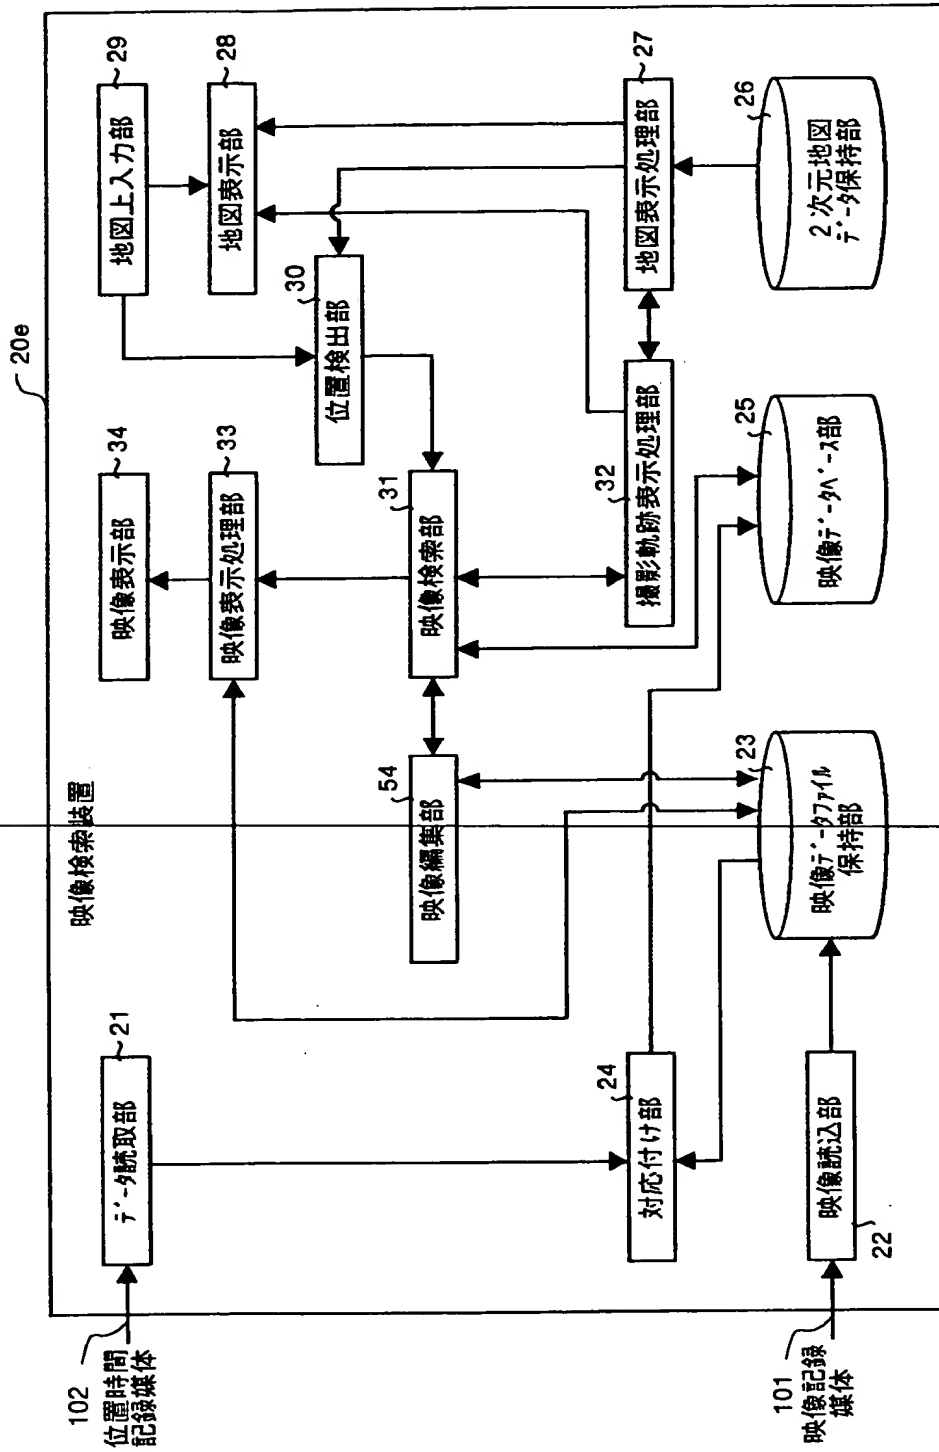 20e
映像検索装置
102
位置時間
記録媒体
21
データ読取部
34
映像表示部
29
地図上入力部
33
映像表示処理部
28
地図表示部
30
位置検出部
54
映像編集部
31
映像検索部
24
対応付け部
32
撮影軌跡表示処理部
27
地図表示処理部
101
映像記録
媒体
22
映像読込部
23
映像データファイル
保持部
25
映像データベース部
26
2次元地図
データ保持部